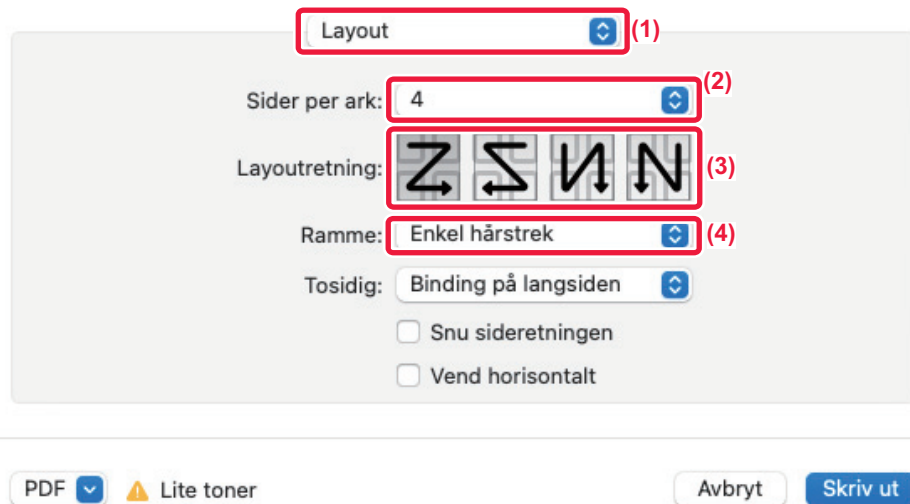 Layout (1)
Sider per ark: 4 (2)
Layoutretning: (3)
Ramme: Enkel hårstrek (4)
Tosidig: Binding på langsiden
Snu sideretningen
Vend horisontalt
PDF Lite toner Avbryt Skriv ut